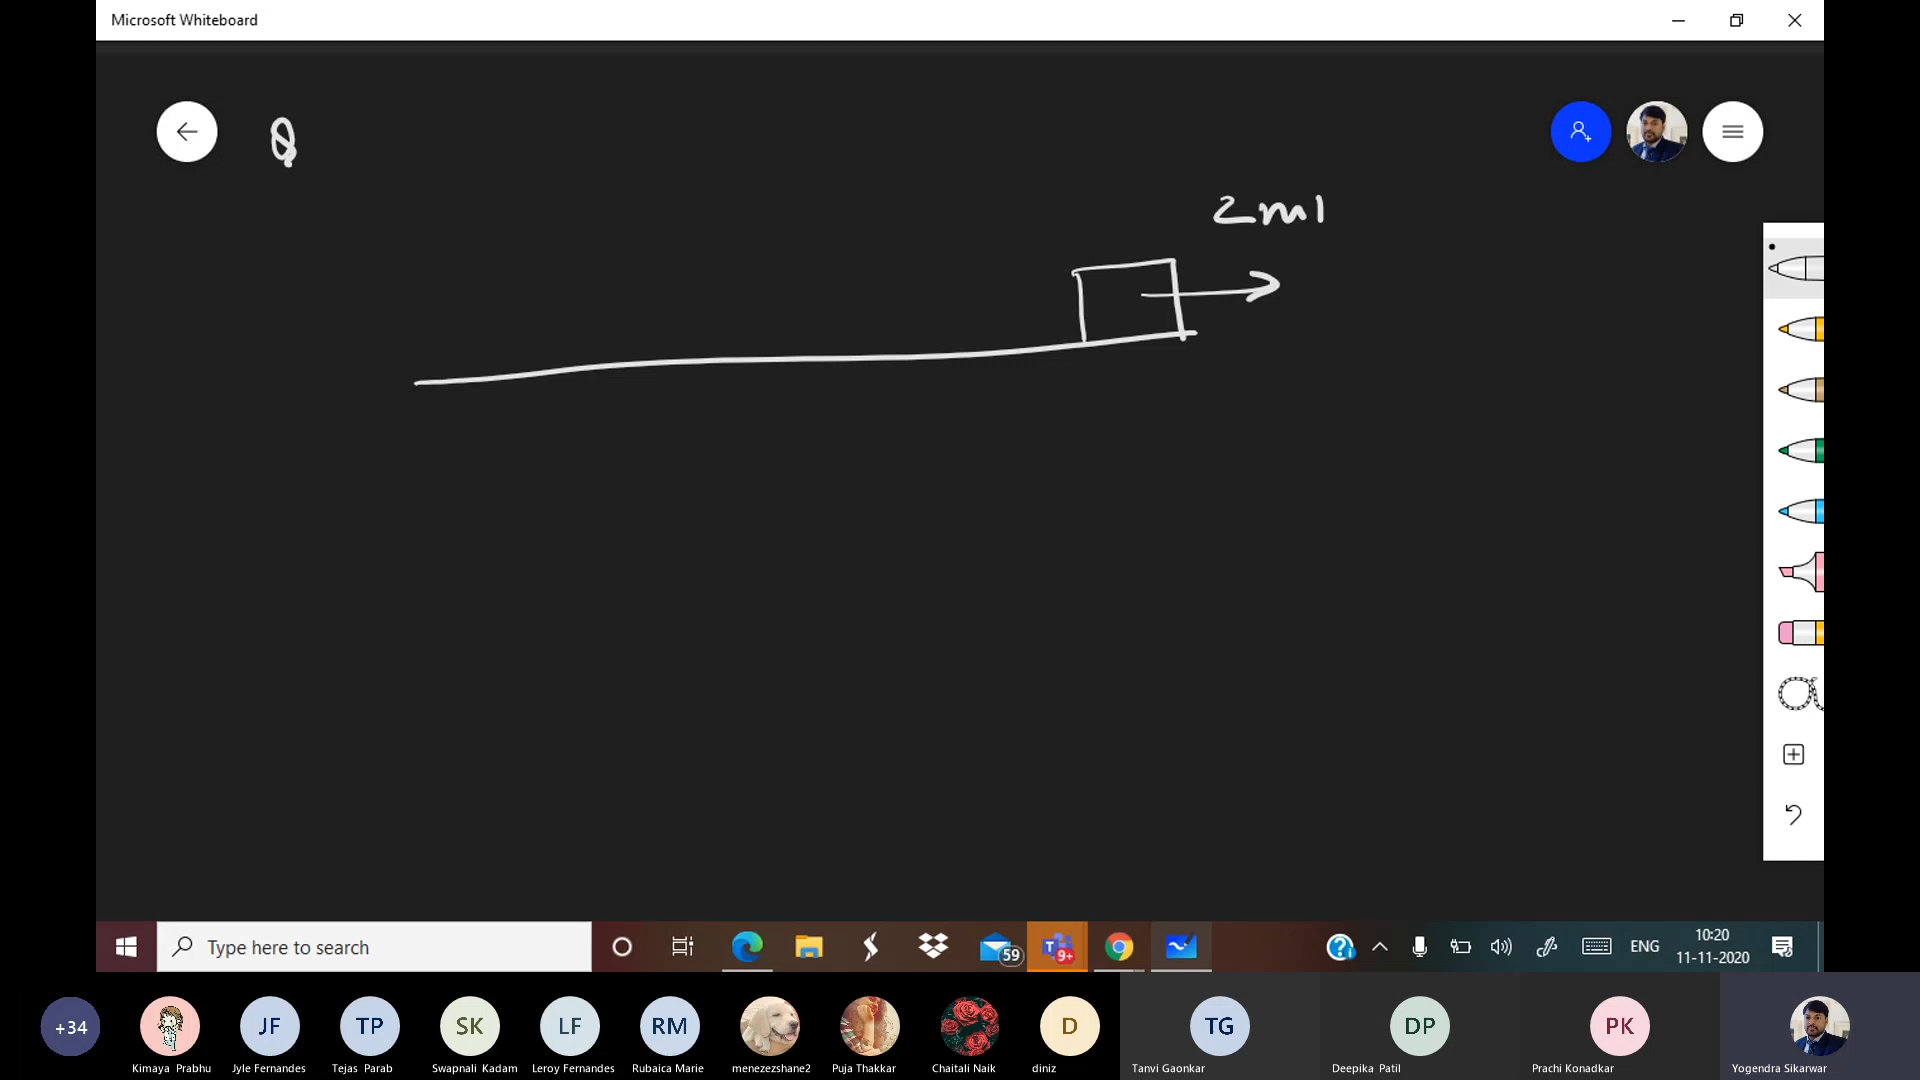 Microsoft Whiteboard
Q
2m1
Type here to search
59
9+
ENG
10:20
11-11-2020
+34
JF
TP
SK
LF
RM
D
TG
DP
PK
Kimaya Prabhu
Jyle Fernandes
Tejas Parab
Swapnali Kadam
Leroy Fernandes
Rubaica Marie
menezezshane2
Puja Thakkar
Chaitali Naik
diniz
Tanvi Gaonkar
Deepika Patil
Prachi Konadkar
Yogendra Sikarwar